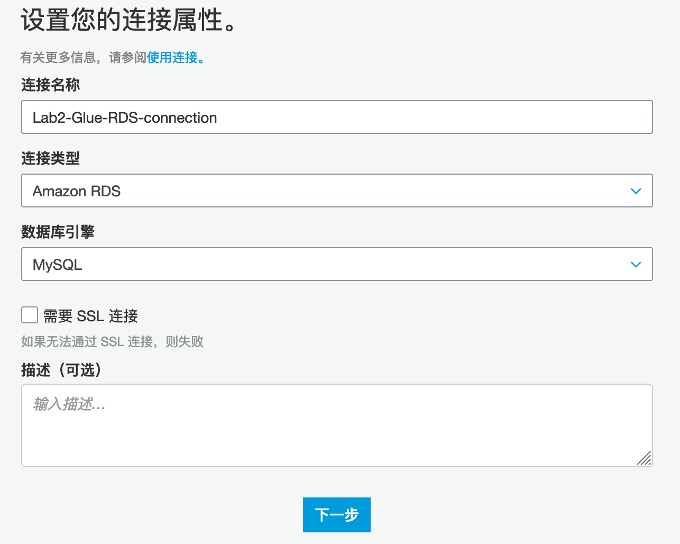 设置您的连接属性。
有关更多信息，请参阅使用连接。
连接名称
Lab2-Glue-RDS-connection
连接类型
Amazon RDS
数据库引擎
MySQL
需要 SSL 连接
如果无法通过 SSL 连接，则失败
描述（可选）
输入描述...
下一步